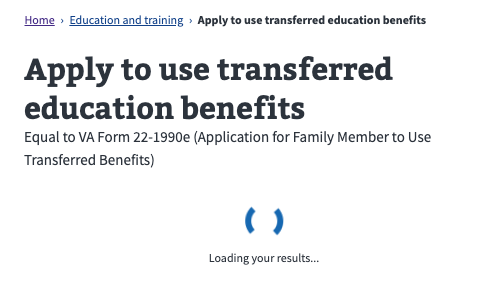 Home › Education and training › Apply to use transferred education benefits
Apply to use transferred
education benefits
Equal to VA Form 22-1990e (Application for Family Member to Use
Transferred Benefits)
Loading your results...